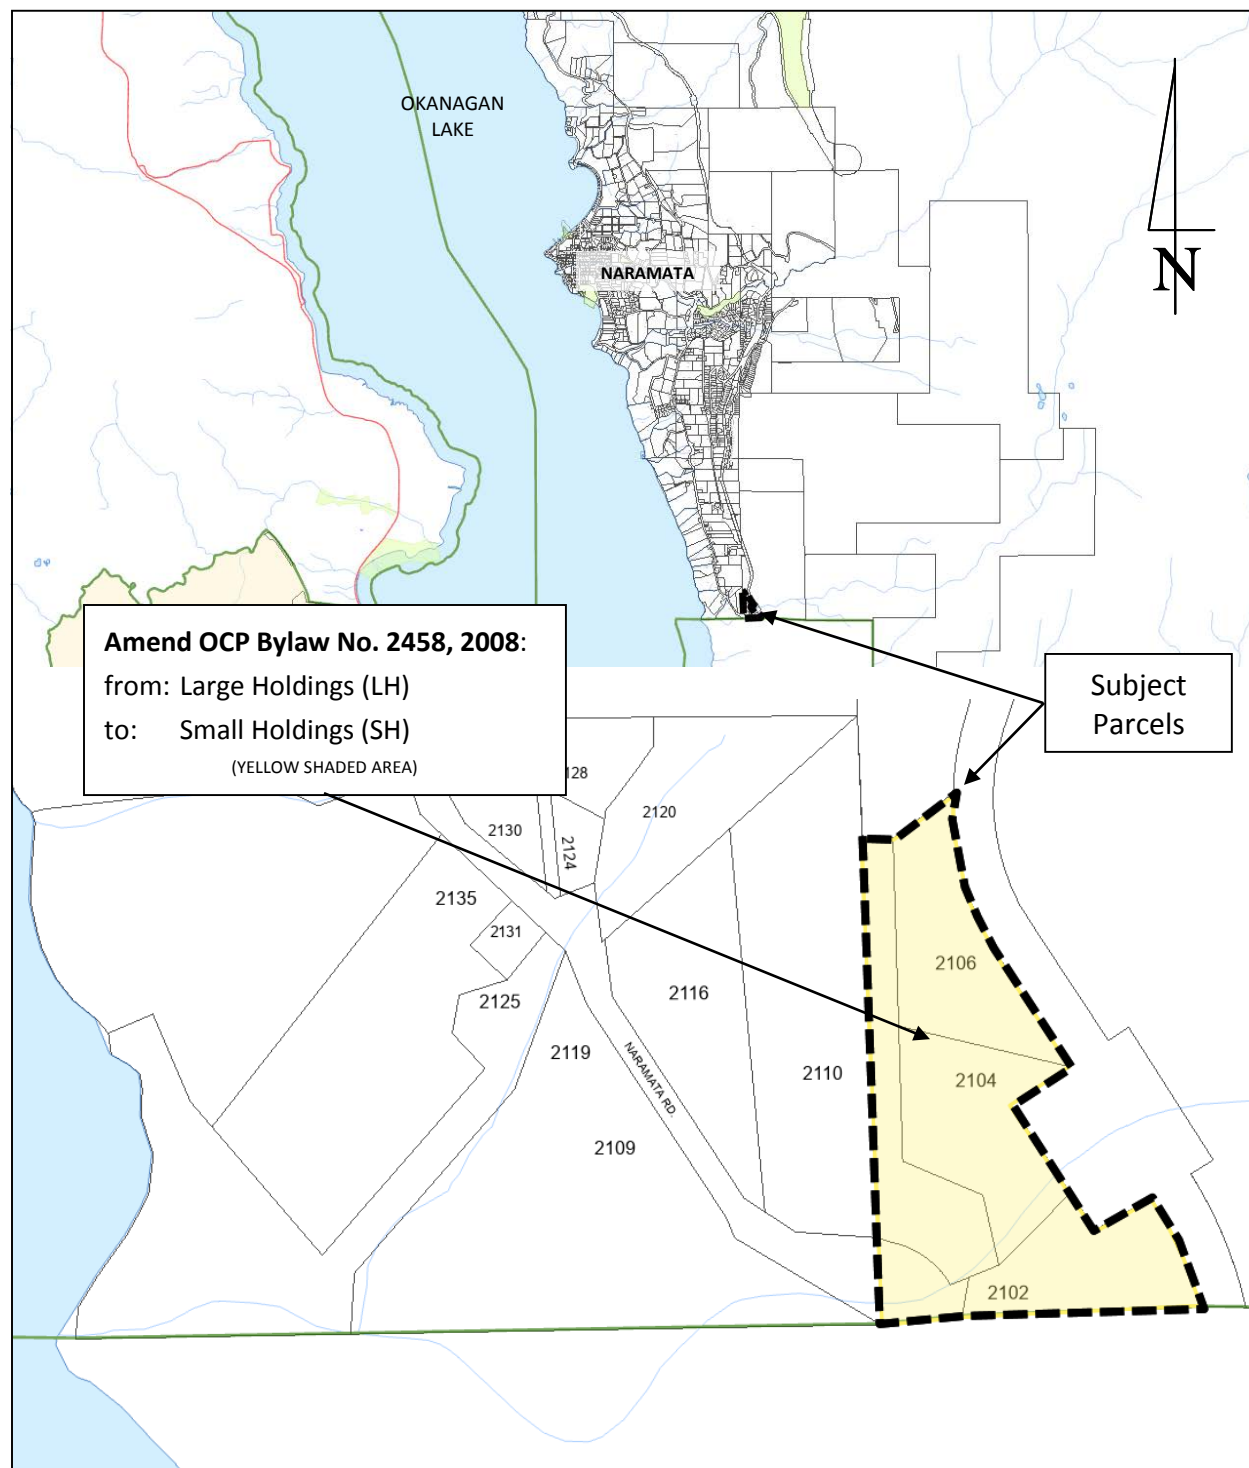 OKANAGAN
LAKE
NARAMATA
N
Amend OCP Bylaw No. 2458, 2008:
from: Large Holdings (LH)
to: Small Holdings (SH)
(YELLOW SHADED AREA)
Subject
Parcels
128
2120
2130
2124
2135
2131
2106
2125
2116
2119
NARAMATA RD.
2110
2104
2109
2102